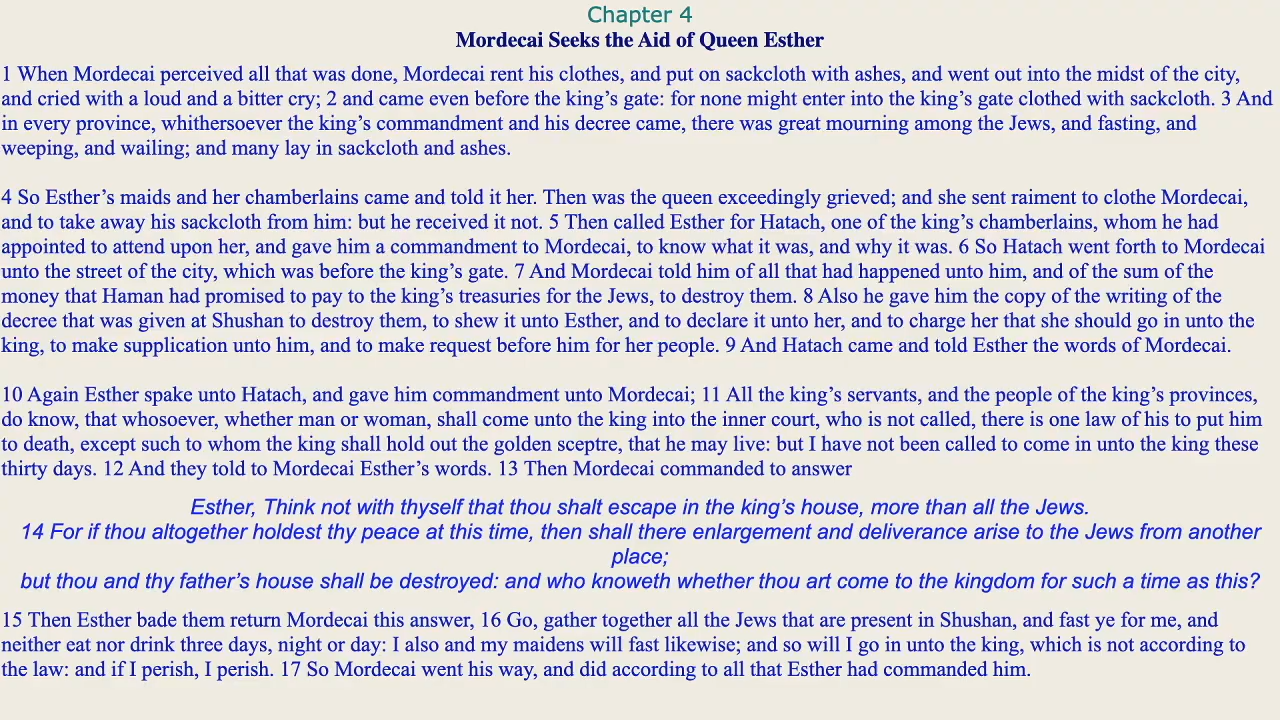 Chapter 4
Mordecai Seeks the Aid of Queen Esther
1 When Mordecai perceived all that was done, Mordecai rent his clothes, and put on sackcloth with ashes, and went out into the midst of the city,
and cried with a loud and a bitter cry; 2 and came even before the king’s gate: for none might enter into the king’s gate clothed with sackcloth. 3 And
in every province, whithersoever the king’s commandment and his decree came, there was great mourning among the Jews, and fasting, and
weeping, and wailing; and many lay in sackcloth and ashes.
4 So Esther’s maids and her chamberlains came and told it her. Then was the queen exceedingly grieved; and she sent raiment to clothe Mordecai,
and to take away his sackcloth from him: but he received it not. 5 Then called Esther for Hatach, one of the king’s chamberlains, whom he had
appointed to attend upon her, and gave him a commandment to Mordecai, to know what it was, and why it was. 6 So Hatach went forth to Mordecai
unto the street of the city, which was before the king’s gate. 7 And Mordecai told him of all that had happened unto him, and of the sum of the
money that Haman had promised to pay to the king’s treasuries for the Jews, to destroy them. 8 Also he gave him the copy of the writing of the
decree that was given at Shushan to destroy them, to shew it unto Esther, and to declare it unto her, and to charge her that she should go in unto the
king, to make supplication unto him, and to make request before him for her people. 9 And Hatach came and told Esther the words of Mordecai.
10 Again Esther spake unto Hatach, and gave him commandment unto Mordecai; 11 All the king’s servants, and the people of the king’s provinces,
do know, that whosoever, whether man or woman, shall come unto the king into the inner court, who is not called, there is one law of his to put him
to death, except such to whom the king shall hold out the golden sceptre, that he may live: but I have not been called to come in unto the king these
thirty days. 12 And they told to Mordecai Esther’s words. 13 Then Mordecai commanded to answer
Esther, Think not with thyself that thou shalt escape in the king’s house, more than all the Jews.
14 For if thou altogether holdest thy peace at this time, then shall there enlargement and deliverance arise to the Jews from another
place;
but thou and thy father’s house shall be destroyed: and who knoweth whether thou art come to the kingdom for such a time as this?
15 Then Esther bade them return Mordecai this answer, 16 Go, gather together all the Jews that are present in Shushan, and fast ye for me, and
neither eat nor drink three days, night or day: I also and my maidens will fast likewise; and so will I go in unto the king, which is not according to
the law: and if I perish, I perish. 17 So Mordecai went his way, and did according to all that Esther had commanded him.